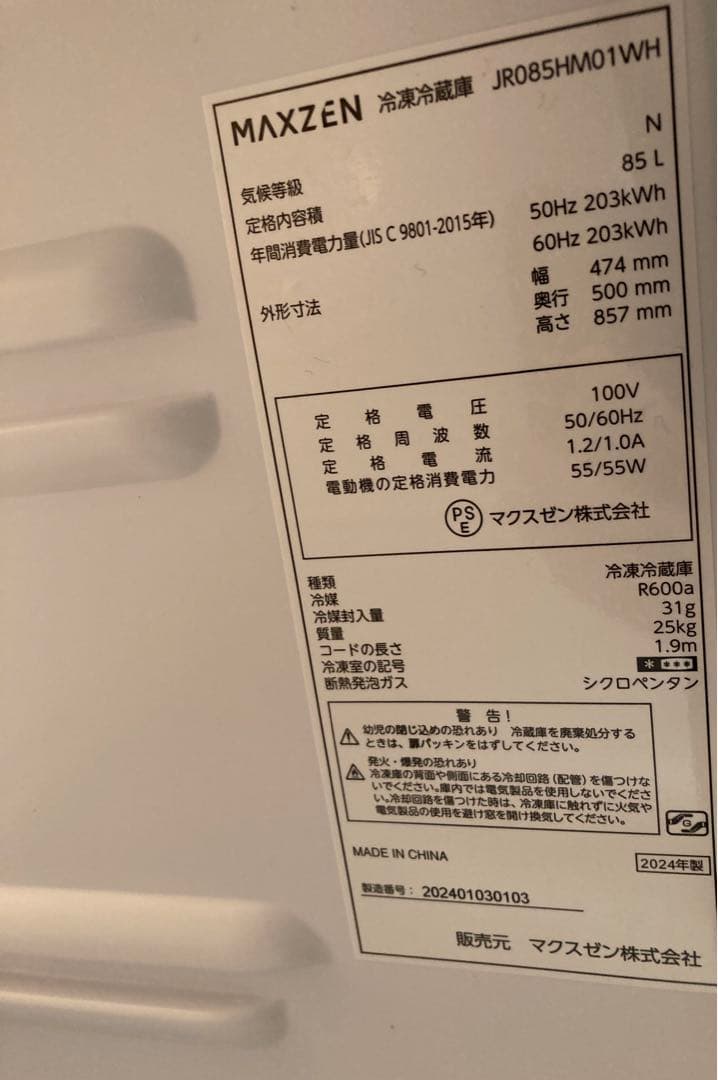 MAXZEN 冷凍冷蔵庫 JR085HM01WH
気候等級 N
定格内容積 85 L
年間消費電力量(JIS C 9801-2015年) 50Hz 203kWh
60Hz 203kWh
外形寸法 幅 474 mm
奥行 500 mm
高さ 857 mm
定格電圧 100V
定格周波数 50/60Hz
定格電流 1.2/1.0A
電動機の定格消費電力 55/55W
PSE マクスゼン株式会社
種類 冷凍冷蔵庫
冷媒 R600a
冷媒封入量 31g
質量 25kg
コードの長さ 1.9m
冷凍室の記号 * ***
断熱発泡ガス シクロペンタン
警告!
幼児の閉じ込めの恐れあり 冷蔵庫を廃棄処分する
ときは、扉パッキンをはずしてください。
発火・爆発の恐れあり
冷凍庫の背面や側面にある冷却回路(配管)を傷つけな
いでください。庫内では電気製品を使用しないでくださ
い。冷却回路を傷つけた時は、冷凍庫に触れずに火気や
電気製品の使用を避け窓を開け換気してください。
G
MADE IN CHINA
2024年製
製造番号: 202401030103
販売元 マクスゼン株式会社